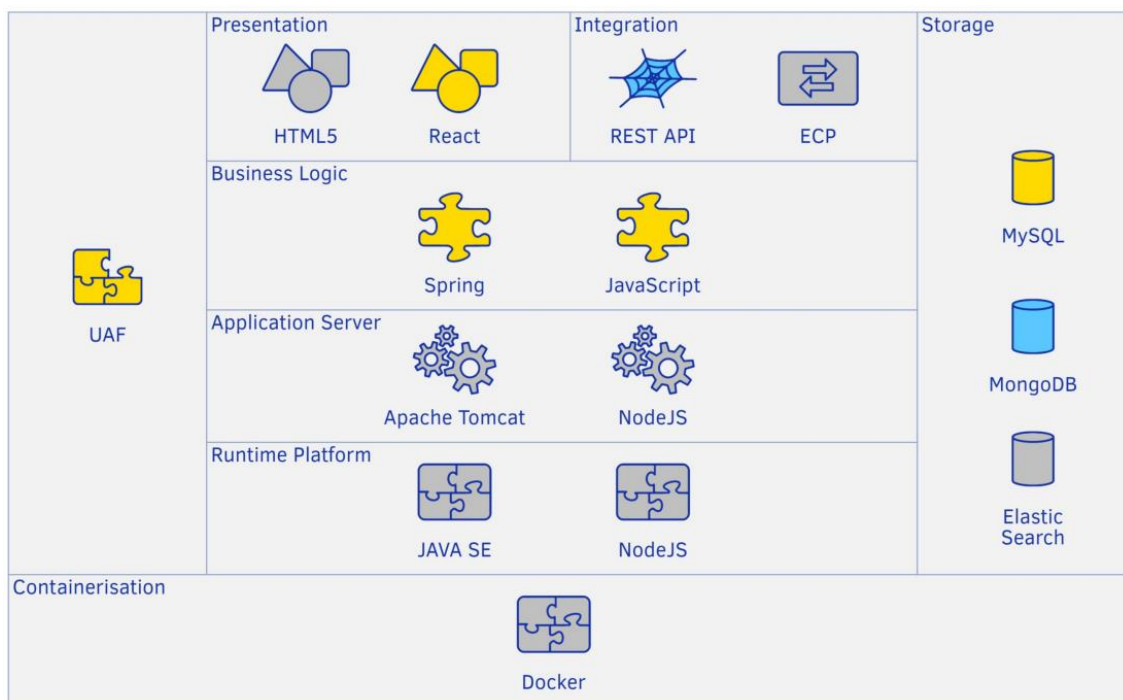 Presentation
Integration
Storage
HTML5
React
REST API
ECP
Business Logic
MySQL
Spring
JavaScript
UAF
Application Server
MongoDB
Apache Tomcat
NodeJS
Runtime Platform
Elastic
Search
JAVA SE
NodeJS
Containerisation
Docker